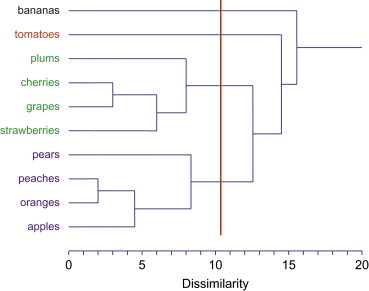 bananas
tomatoes
plums
cherries
grapes
strawberries
pears
peaches
oranges
apples
0 5 10 15 20
Dissimilarity